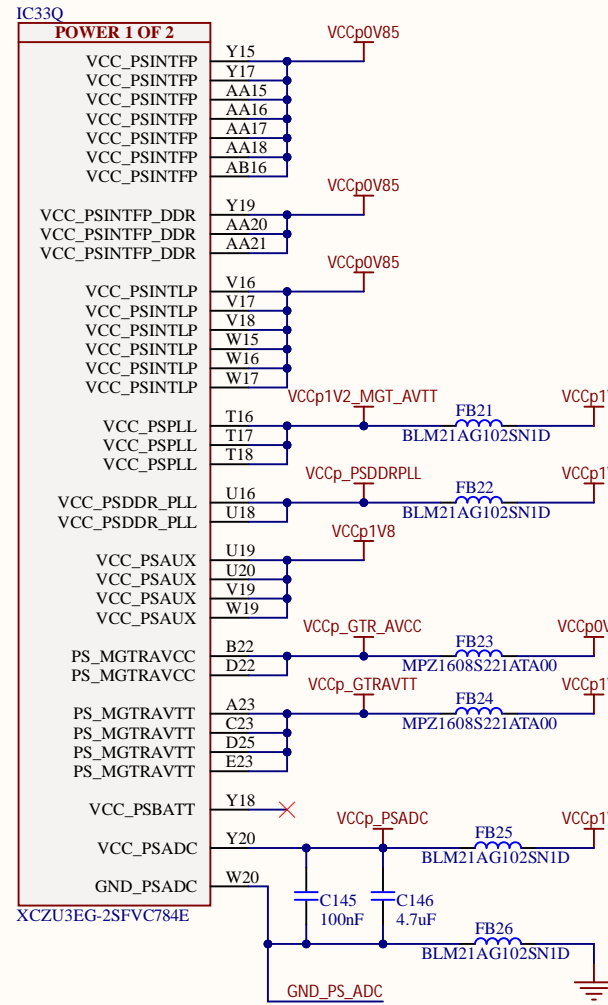 IC33Q
POWER 1 OF 2
VCCp0V85
VCC_PSINTFP Y15
VCC_PSINTFP Y17
VCC_PSINTFP AA15
VCC_PSINTFP AA16
VCC_PSINTFP AA17
VCC_PSINTFP AA18
VCC_PSINTFP AB16
VCCp0V85
VCC_PSINTFP_DDR Y19
VCC_PSINTFP_DDR AA20
VCC_PSINTFP_DDR AA21
VCCp0V85
VCC_PSINTLP V16
VCC_PSINTLP V17
VCC_PSINTLP V18
VCC_PSINTLP W15
VCC_PSINTLP W16
VCC_PSINTLP W17
VCCp1V2_MGT_AVTT FB21 VCCp1V
VCC_PSPLL T16 BLM21AG102SN1D
VCC_PSPLL T17
VCC_PSPLL T18
VCCp_PSDDRPLL FB22 VCCp1V
VCC_PSDDR_PLL U16 BLM21AG102SN1D
VCC_PSDDR_PLL U18
VCCp1V8
VCC_PSAUX U19
VCC_PSAUX U20
VCC_PSAUX V19
VCC_PSAUX W19
VCCp_GTR_AVCC FB23 VCCp0V
PS_MGTRAVCC B22 MPZ1608S221ATA00
PS_MGTRAVCC D22
VCCp_GTRAVTT FB24 VCCp1V
PS_MGTRAVTT A23 MPZ1608S221ATA00
PS_MGTRAVTT C23
PS_MGTRAVTT D25
PS_MGTRAVTT E23
VCC_PSBATT Y18
VCCp_PSADC FB25 VCCp1V
VCC_PSADC Y20 BLM21AG102SN1D
GND_PSADC W20
C145 C146
100nF 4.7uF
XCZU3EG-2SFVC784E
FB26
BLM21AG102SN1D
GND_PS_ADC